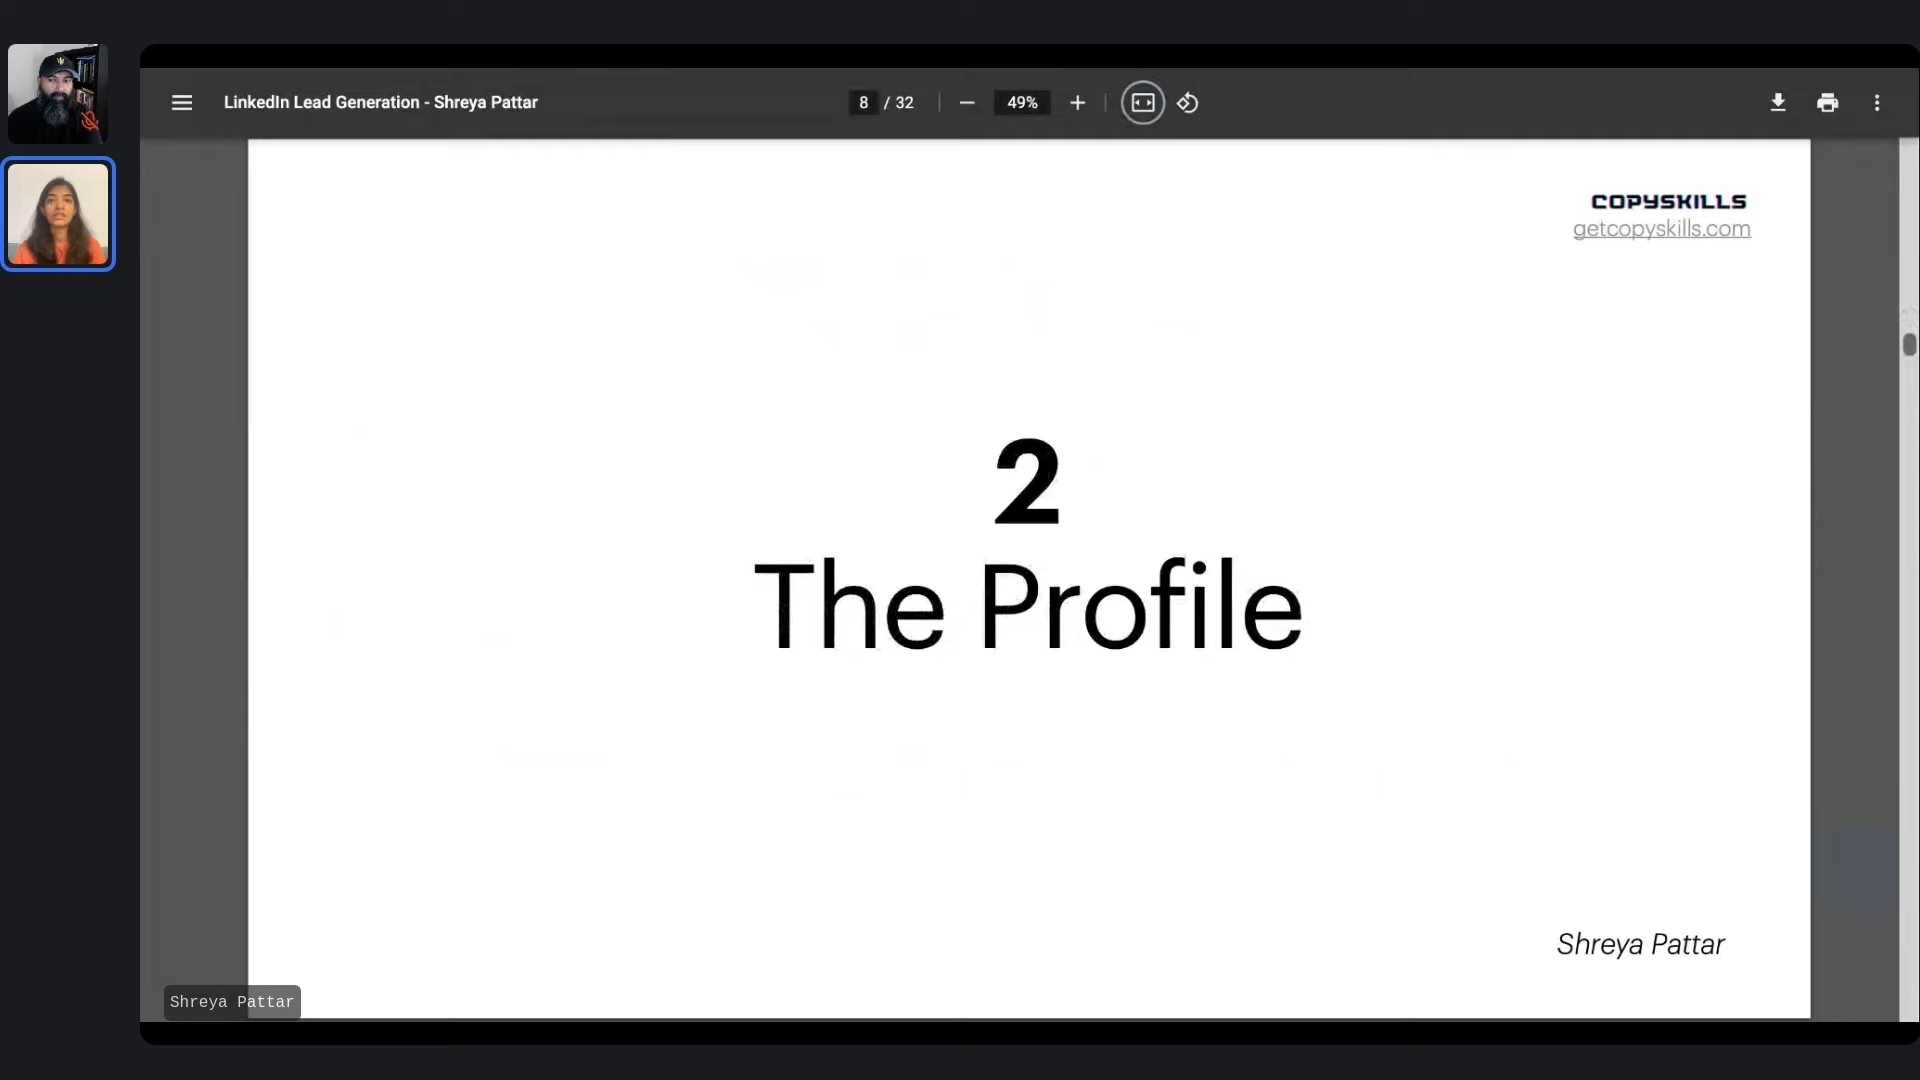 LinkedIn Lead Generation - Shreya Pattar
8 / 32
49%
COPYSKILLS
getcopyskills.com
2
The Profile
Shreya Pattar
Shreya Pattar